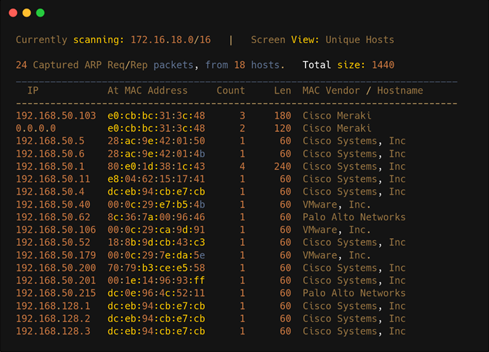 Currently scanning: 172.16.18.0/16   |   Screen View: Unique Hosts
24 Captured ARP Req/Rep packets, from 18 hosts.   Total size: 1440
IP            At MAC Address     Count     Len  MAC Vendor / Hostname
192.168.50.103  e0:cb:bc:31:3c:48      3     180  Cisco Meraki
0.0.0.0         e0:cb:bc:31:3c:48      2     120  Cisco Meraki
192.168.50.5    28:ac:9e:42:01:50      1      60  Cisco Systems, Inc
192.168.50.6    28:ac:9e:42:01:4b      1      60  Cisco Systems, Inc
192.168.50.1    80:e0:1d:38:1c:43      4     240  Cisco Systems, Inc
192.168.50.11   e8:04:62:15:17:41      1      60  Cisco Systems, Inc
192.168.50.4    dc:eb:94:cb:e7:cb      1      60  Cisco Systems, Inc
192.168.50.40   00:0c:29:e7:b5:4b      1      60  VMware, Inc.
192.168.50.62   8c:36:7a:00:96:46      1      60  Palo Alto Networks
192.168.50.106  00:0c:29:ca:9d:91      1      60  VMware, Inc.
192.168.50.52   18:8b:9d:cb:43:c3      1      60  Cisco Systems, Inc
192.168.50.179  00:0c:29:7e:da:5e      1      60  VMware, Inc.
192.168.50.200  70:79:b3:ce:e5:58      1      60  Cisco Systems, Inc
192.168.50.201  00:1e:14:96:93:ff      1      60  Cisco Systems, Inc
192.168.50.215  dc:0e:96:4c:52:11      1      60  Palo Alto Networks
192.168.128.1   dc:eb:94:cb:e7:cb      1      60  Cisco Systems, Inc
192.168.128.2   dc:eb:94:cb:e7:cb      1      60  Cisco Systems, Inc
192.168.128.3   dc:eb:94:cb:e7:cb      1      60  Cisco Systems, Inc